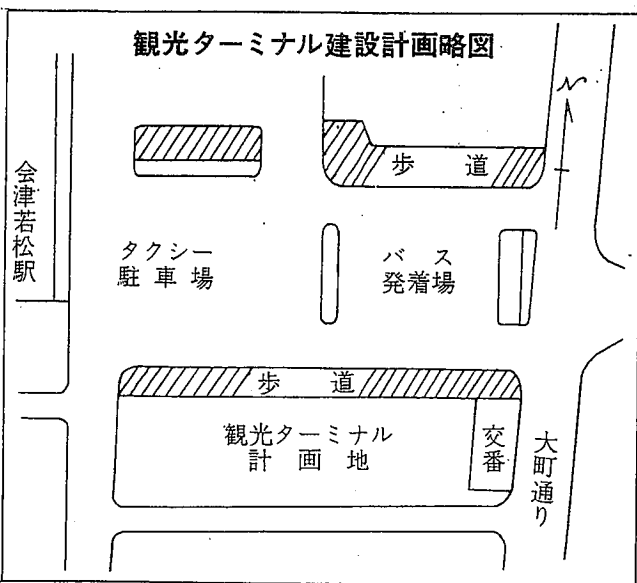 観光ターミナル建設計画略図
N
会津若松駅
歩道
タクシー
駐車場
バス
発着場
歩道
観光ターミナル
計画地
交番
大町通り